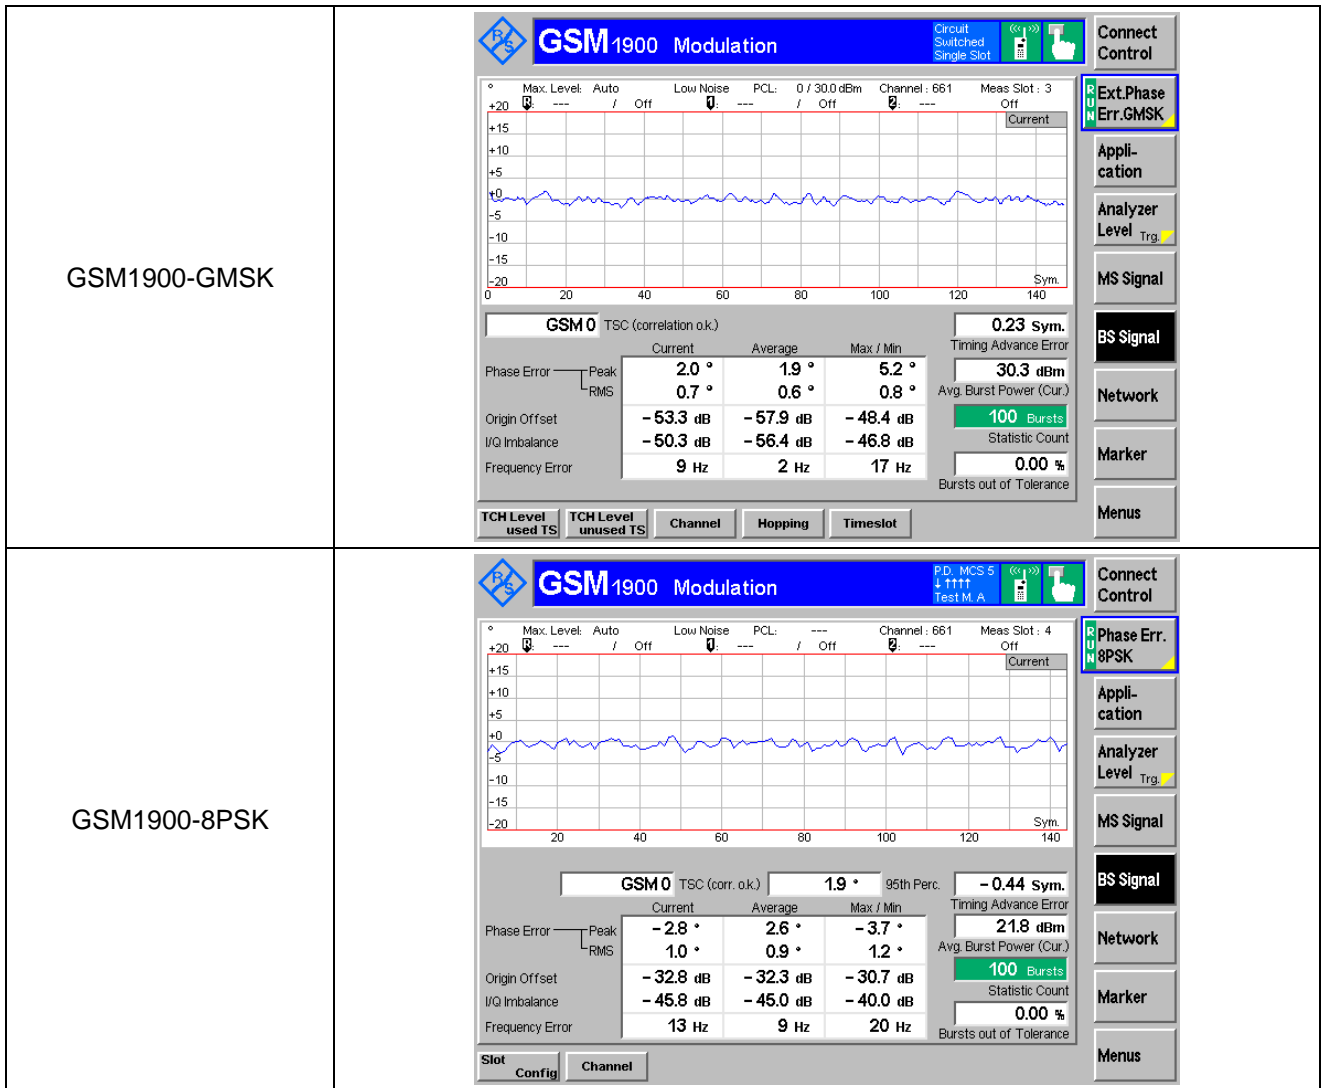 GSM1900-GMSK
R/S
GSM1900 Modulation
Circuit Switched Single Slot
Connect Control
° Max. Level: Auto Low Noise PCL: 0 / 30.0 dBm Channel : 661 Meas Slot : 3
+20 R: --- / Off 1: --- / Off 2: --- Off
Current
+15
+10
+5
+0
-5
-10
-15
-20 Sym.
0 20 40 60 80 100 120 140
RUN Ext.Phase Err.GMSK
Appli- cation
Analyzer Level Trg.
MS Signal
BS Signal
Network
Marker
Menus
GSM 0 TSC (correlation o.k.) 0.23 Sym.
Timing Advance Error
Current Average Max / Min
Phase Error Peak 2.0 ° 1.9 ° 5.2 ° 30.3 dBm
RMS 0.7 ° 0.6 ° 0.8 ° Avg. Burst Power (Cur.)
Origin Offset -53.3 dB -57.9 dB -48.4 dB 100 Bursts
I/Q Imbalance -50.3 dB -56.4 dB -46.8 dB Statistic Count
Frequency Error 9 Hz 2 Hz 17 Hz 0.00 %
Bursts out of Tolerance
TCH Level used TS TCH Level unused TS Channel Hopping Timeslot
GSM1900-8PSK
R/S
GSM1900 Modulation
P.D. MCS 5 ↓ ↑↑↑↑ Test M. A
Connect Control
° Max. Level: Auto Low Noise PCL: --- Channel : 661 Meas Slot : 4
+20 R: --- / Off 1: --- / Off 2: --- Off
Current
+15
+10
+5
+0
-5
-10
-15
-20 Sym.
20 40 60 80 100 120 140
RUN Phase Err. 8PSK
Appli- cation
Analyzer Level Trg.
MS Signal
BS Signal
Network
Marker
Menus
GSM 0 TSC (corr. o.k.) 1.9 ° 95th Perc. -0.44 Sym.
Timing Advance Error
Current Average Max / Min
Phase Error Peak -2.8 ° 2.6 ° -3.7 ° 21.8 dBm
RMS 1.0 ° 0.9 ° 1.2 ° Avg. Burst Power (Cur.)
Origin Offset -32.8 dB -32.3 dB -30.7 dB 100 Bursts
I/Q Imbalance -45.8 dB -45.0 dB -40.0 dB Statistic Count
Frequency Error 13 Hz 9 Hz 20 Hz 0.00 %
Bursts out of Tolerance
Slot Config Channel